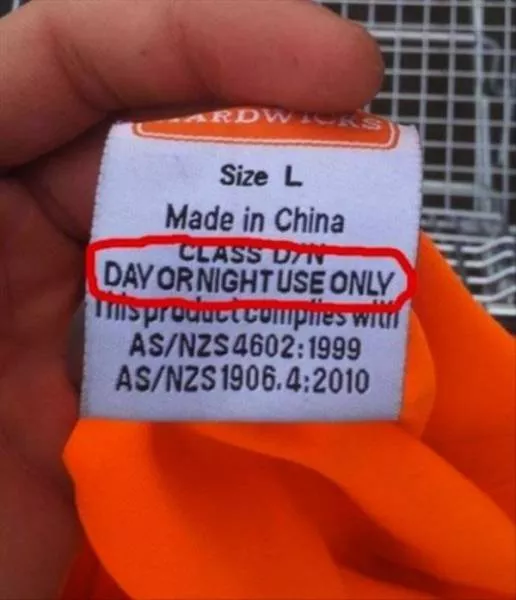 HARDWICKS
Size L
Made in China
CLASS D/N
DAY OR NIGHT USE ONLY
This product complies with
AS/NZS 4602:1999
AS/NZS 1906.4:2010